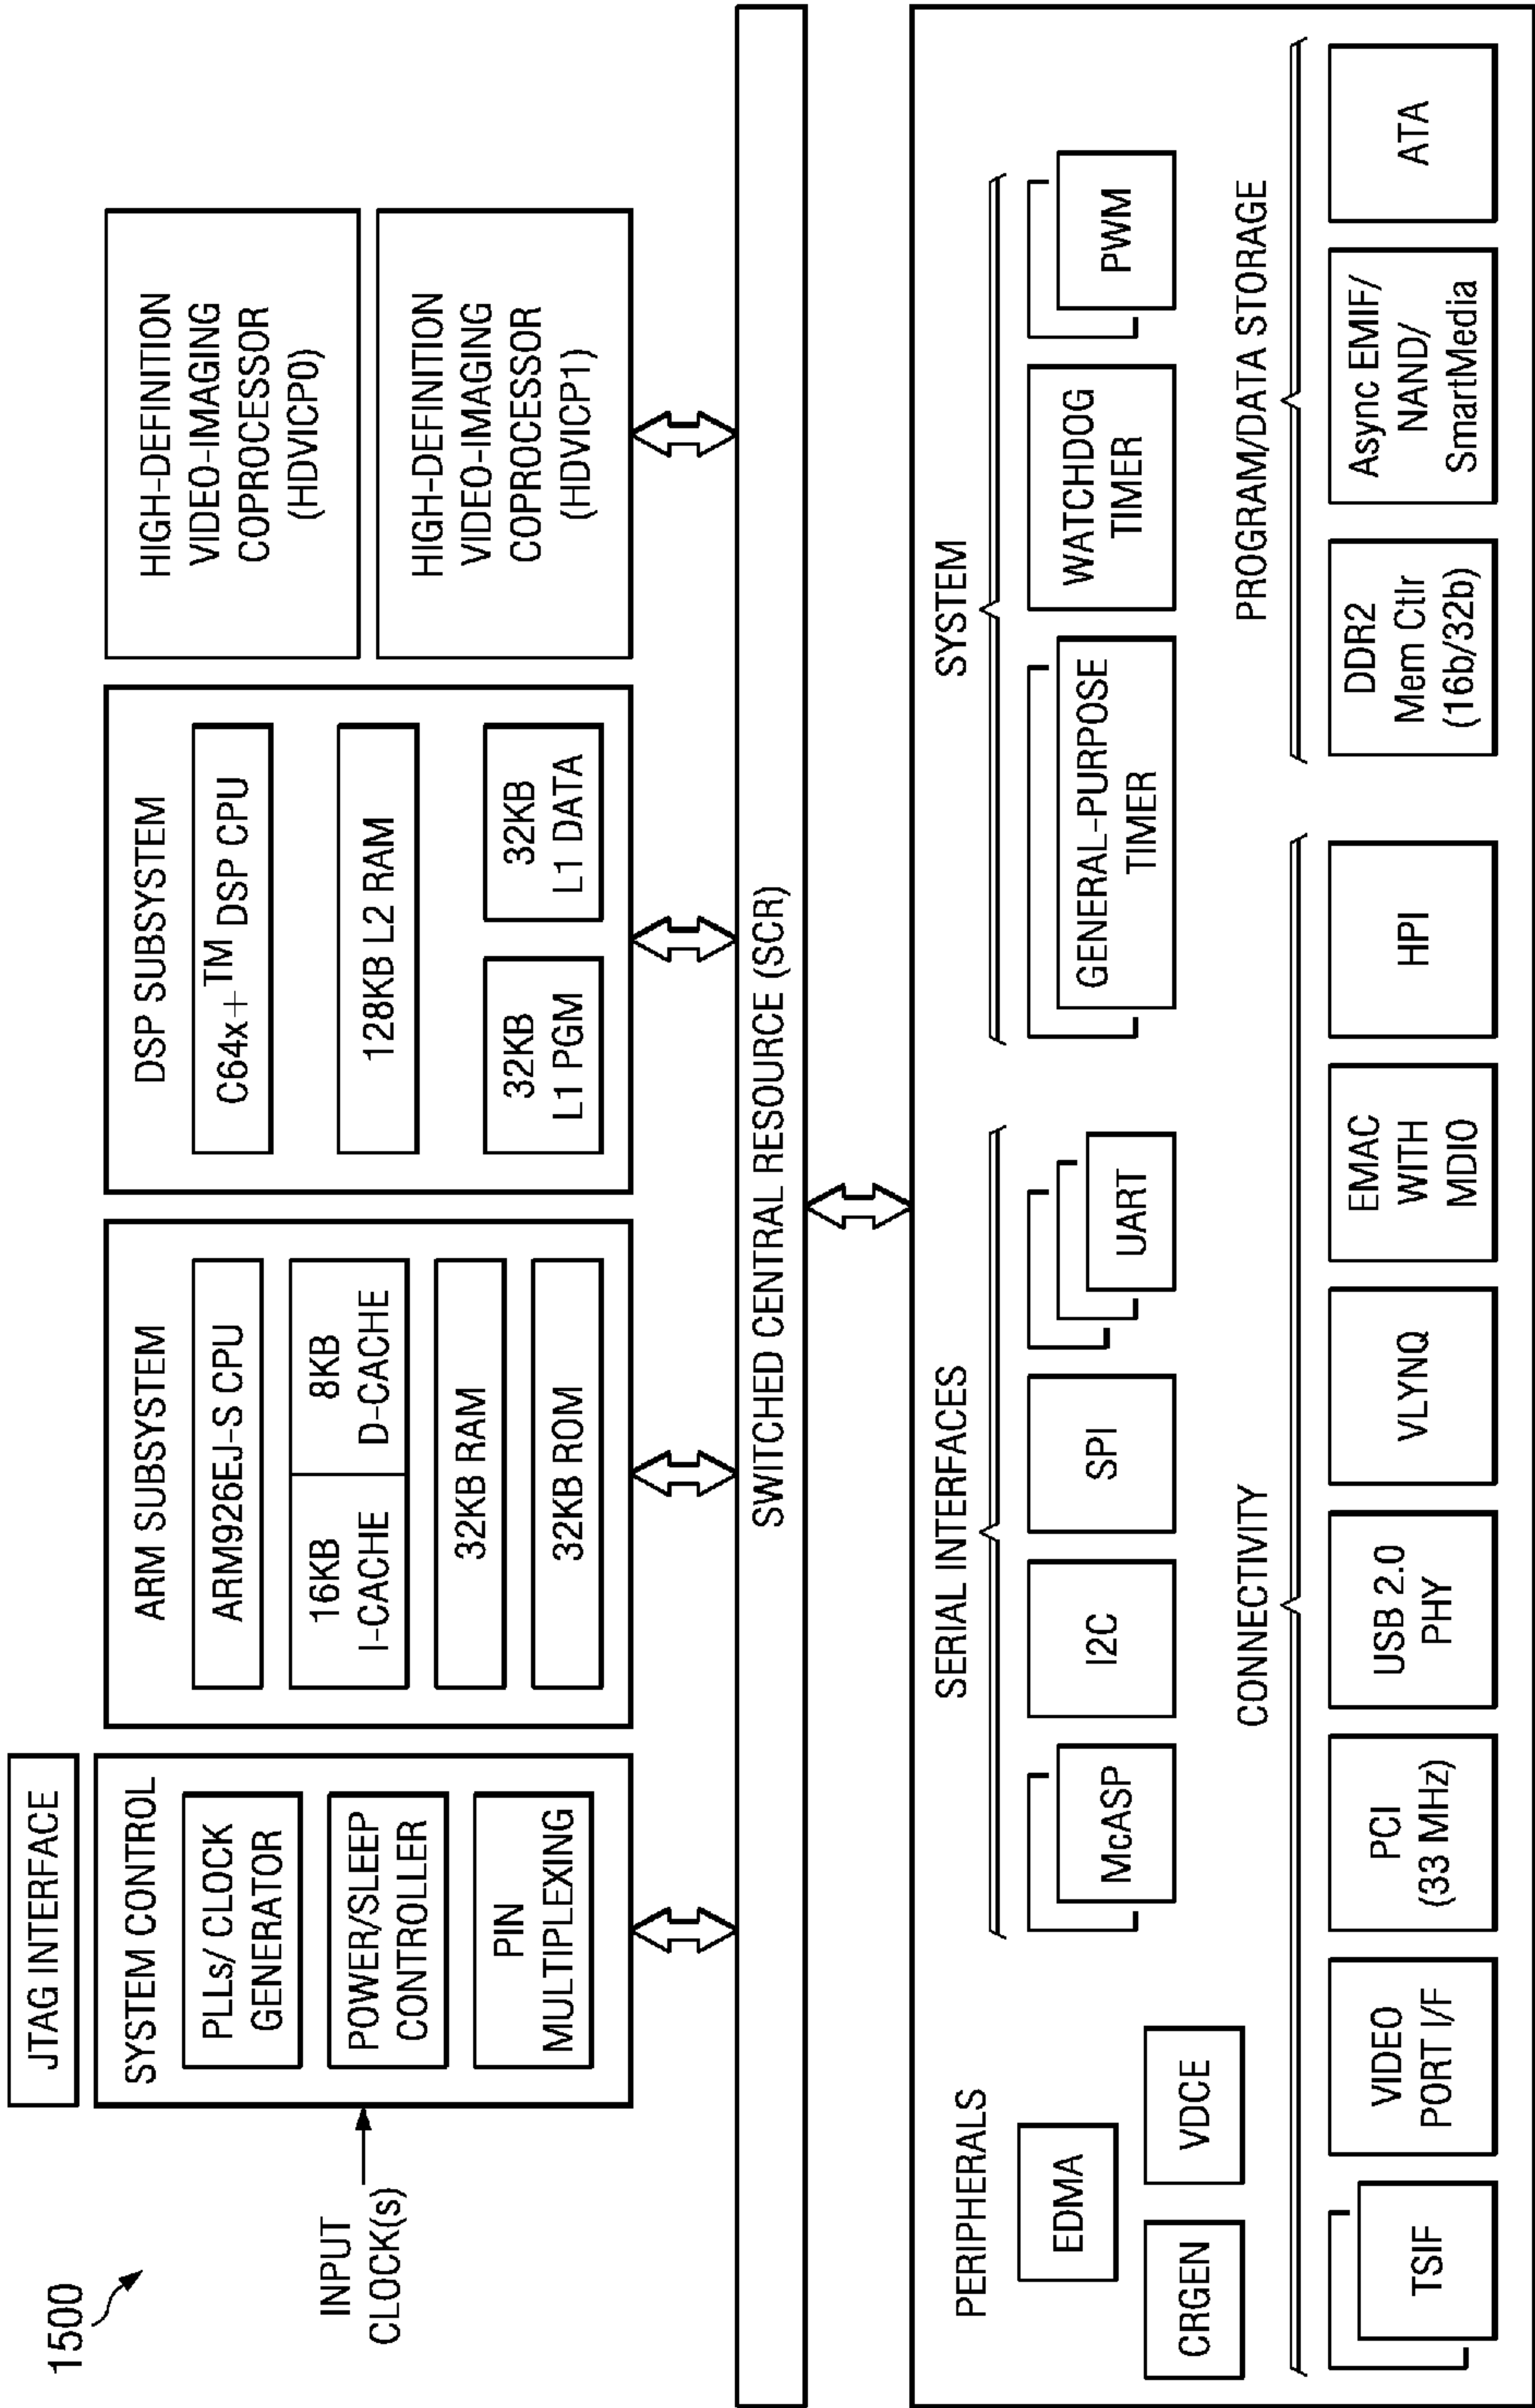 1500
JTAG INTERFACE
INPUT
CLOCK(s)
SYSTEM CONTROL
PLLs/ CLOCK
GENERATOR
POWER/SLEEP
CONTROLLER
PIN
MULTIPLEXING
ARM SUBSYSTEM
ARM926EJ-S CPU
16KB
I-CACHE
8KB
D-CACHE
32KB RAM
32KB ROM
DSP SUBSYSTEM
C64x+™ DSP CPU
128KB L2 RAM
32KB
L1 PGM
32KB
L1 DATA
HIGH-DEFINITION
VIDEO-IMAGING
COPROCESSOR
(HDVICP0)
HIGH-DEFINITION
VIDEO-IMAGING
COPROCESSOR
(HDVICP1)
SWITCHED CENTRAL RESOURCE (SCR)
PERIPHERALS
EDMA
CRGEN
VDCE
SERIAL INTERFACES
McASP
I2C
SPI
UART
SYSTEM
GENERAL-PURPOSE
TIMER
WATCHDOG
TIMER
PWM
CONNECTIVITY
TSIF
VIDEO
PORT I/F
PCI
(33 MHz)
USB 2.0
PHY
VLYNQ
EMAC
WITH
MDIO
HPI
PROGRAM/DATA STORAGE
DDR2
Mem Ctlr
(16b/32b)
Async EMIF/
NAND/
SmartMedia
ATA